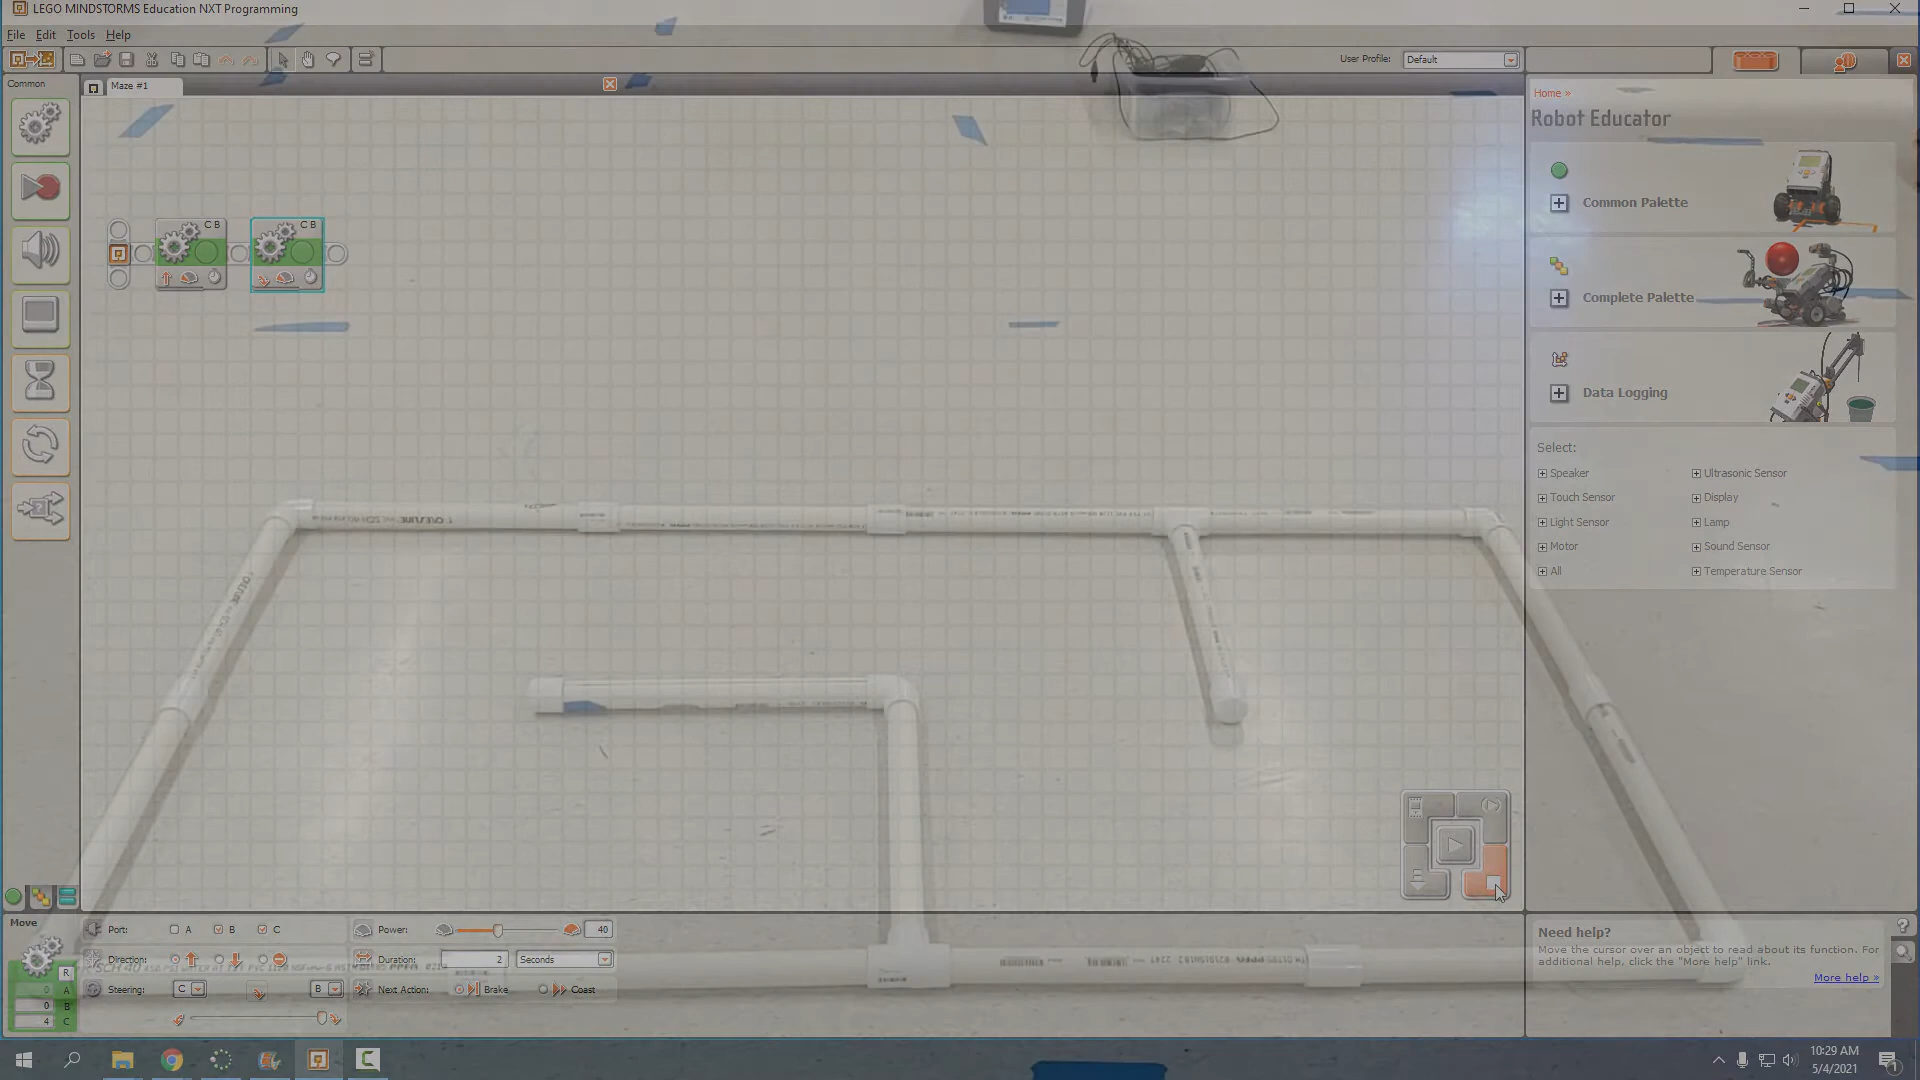 LEGO MINDSTORMS Education NXT Programming
File Edit Tools Help
User Profile: Default
Common
Maze #1
Home »
Robot Educator
C B
C B
Common Palette
Complete Palette
Data Logging
Select:
Speaker
Ultrasonic Sensor
Touch Sensor
Display
Light Sensor
Lamp
Motor
Sound Sensor
All
Temperature Sensor
Move
Port: A B C
Power: 40
Direction:
Duration: 2 Seconds
Steering: C B
Next Action: Brake Coast
R
0 A
0 B
4 C
Need help?
Move the cursor over an object to read about its function. For
additional help, click the "More help" link.
More help »
10:29 AM
5/4/2021
1